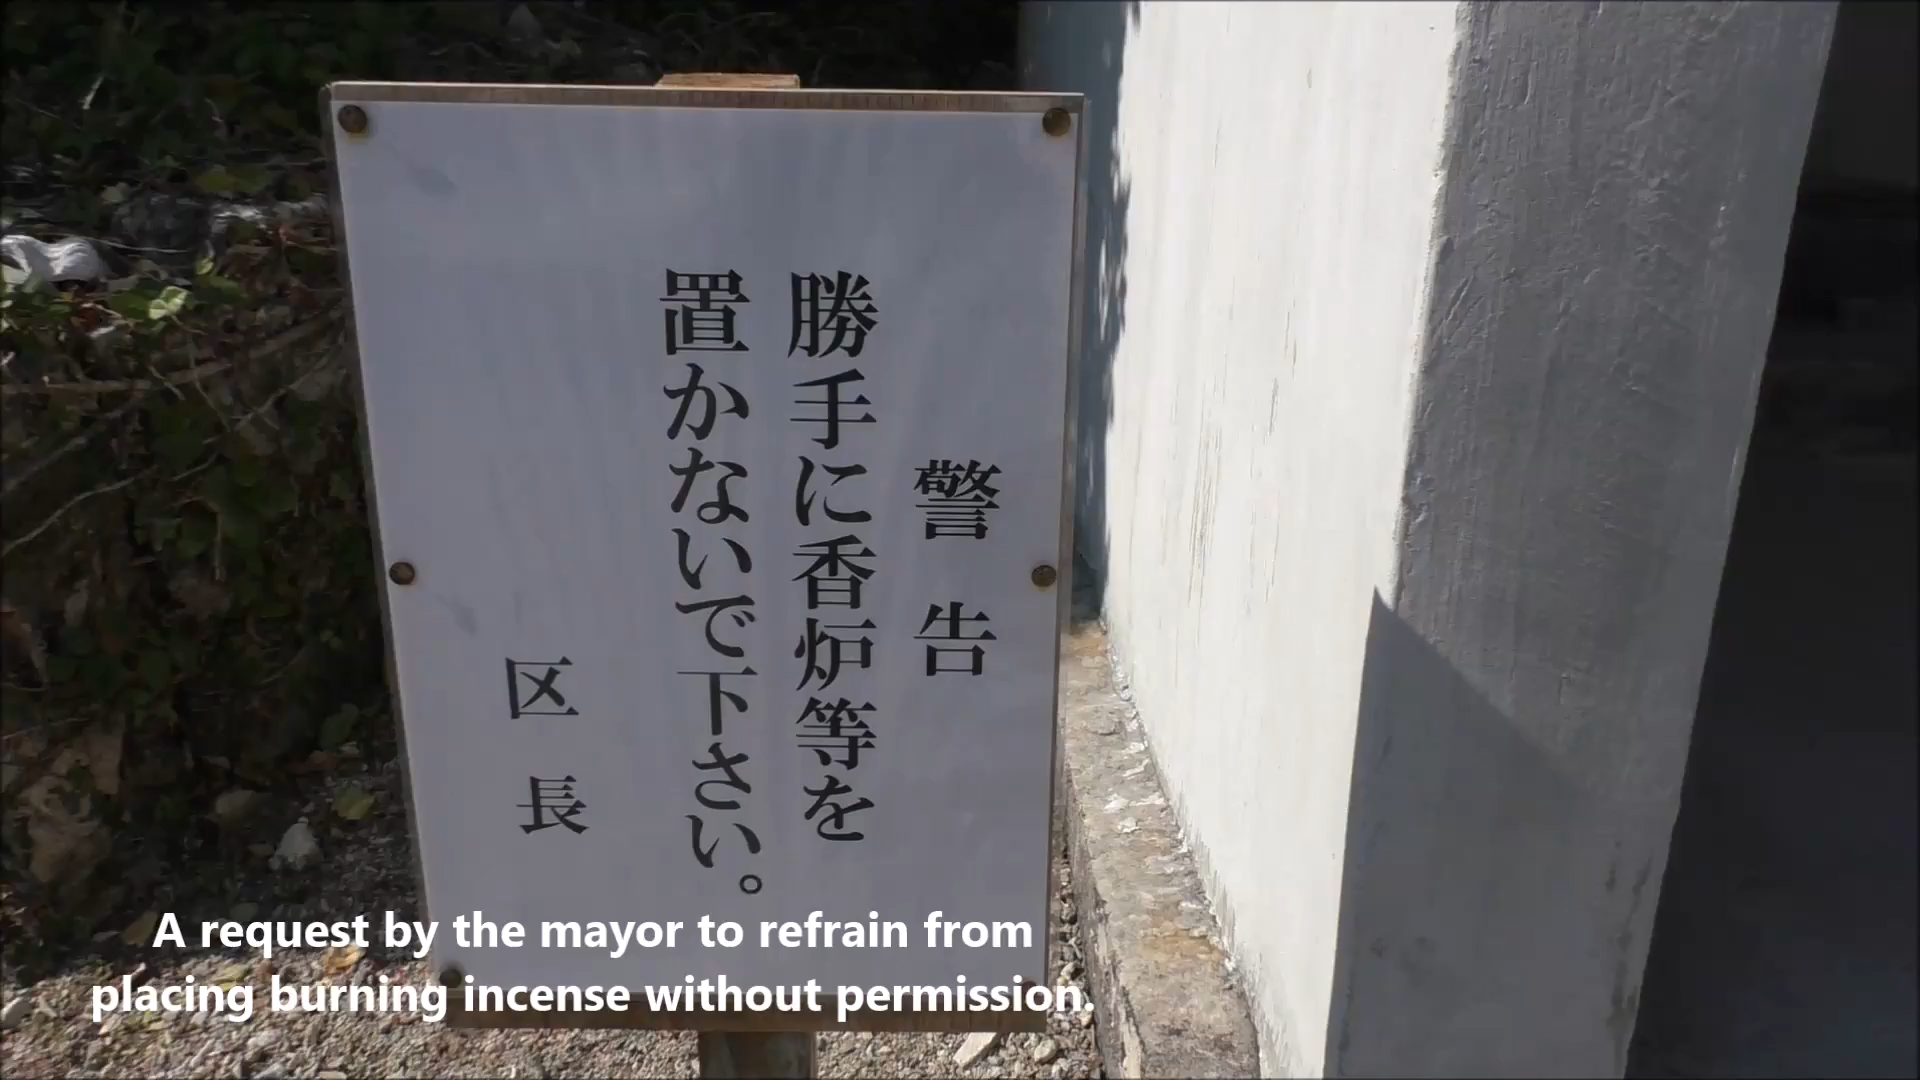 警告
勝手に香炉等を
置かないで下さい。
区長
A request by the mayor to refrain from
placing burning incense without permission.